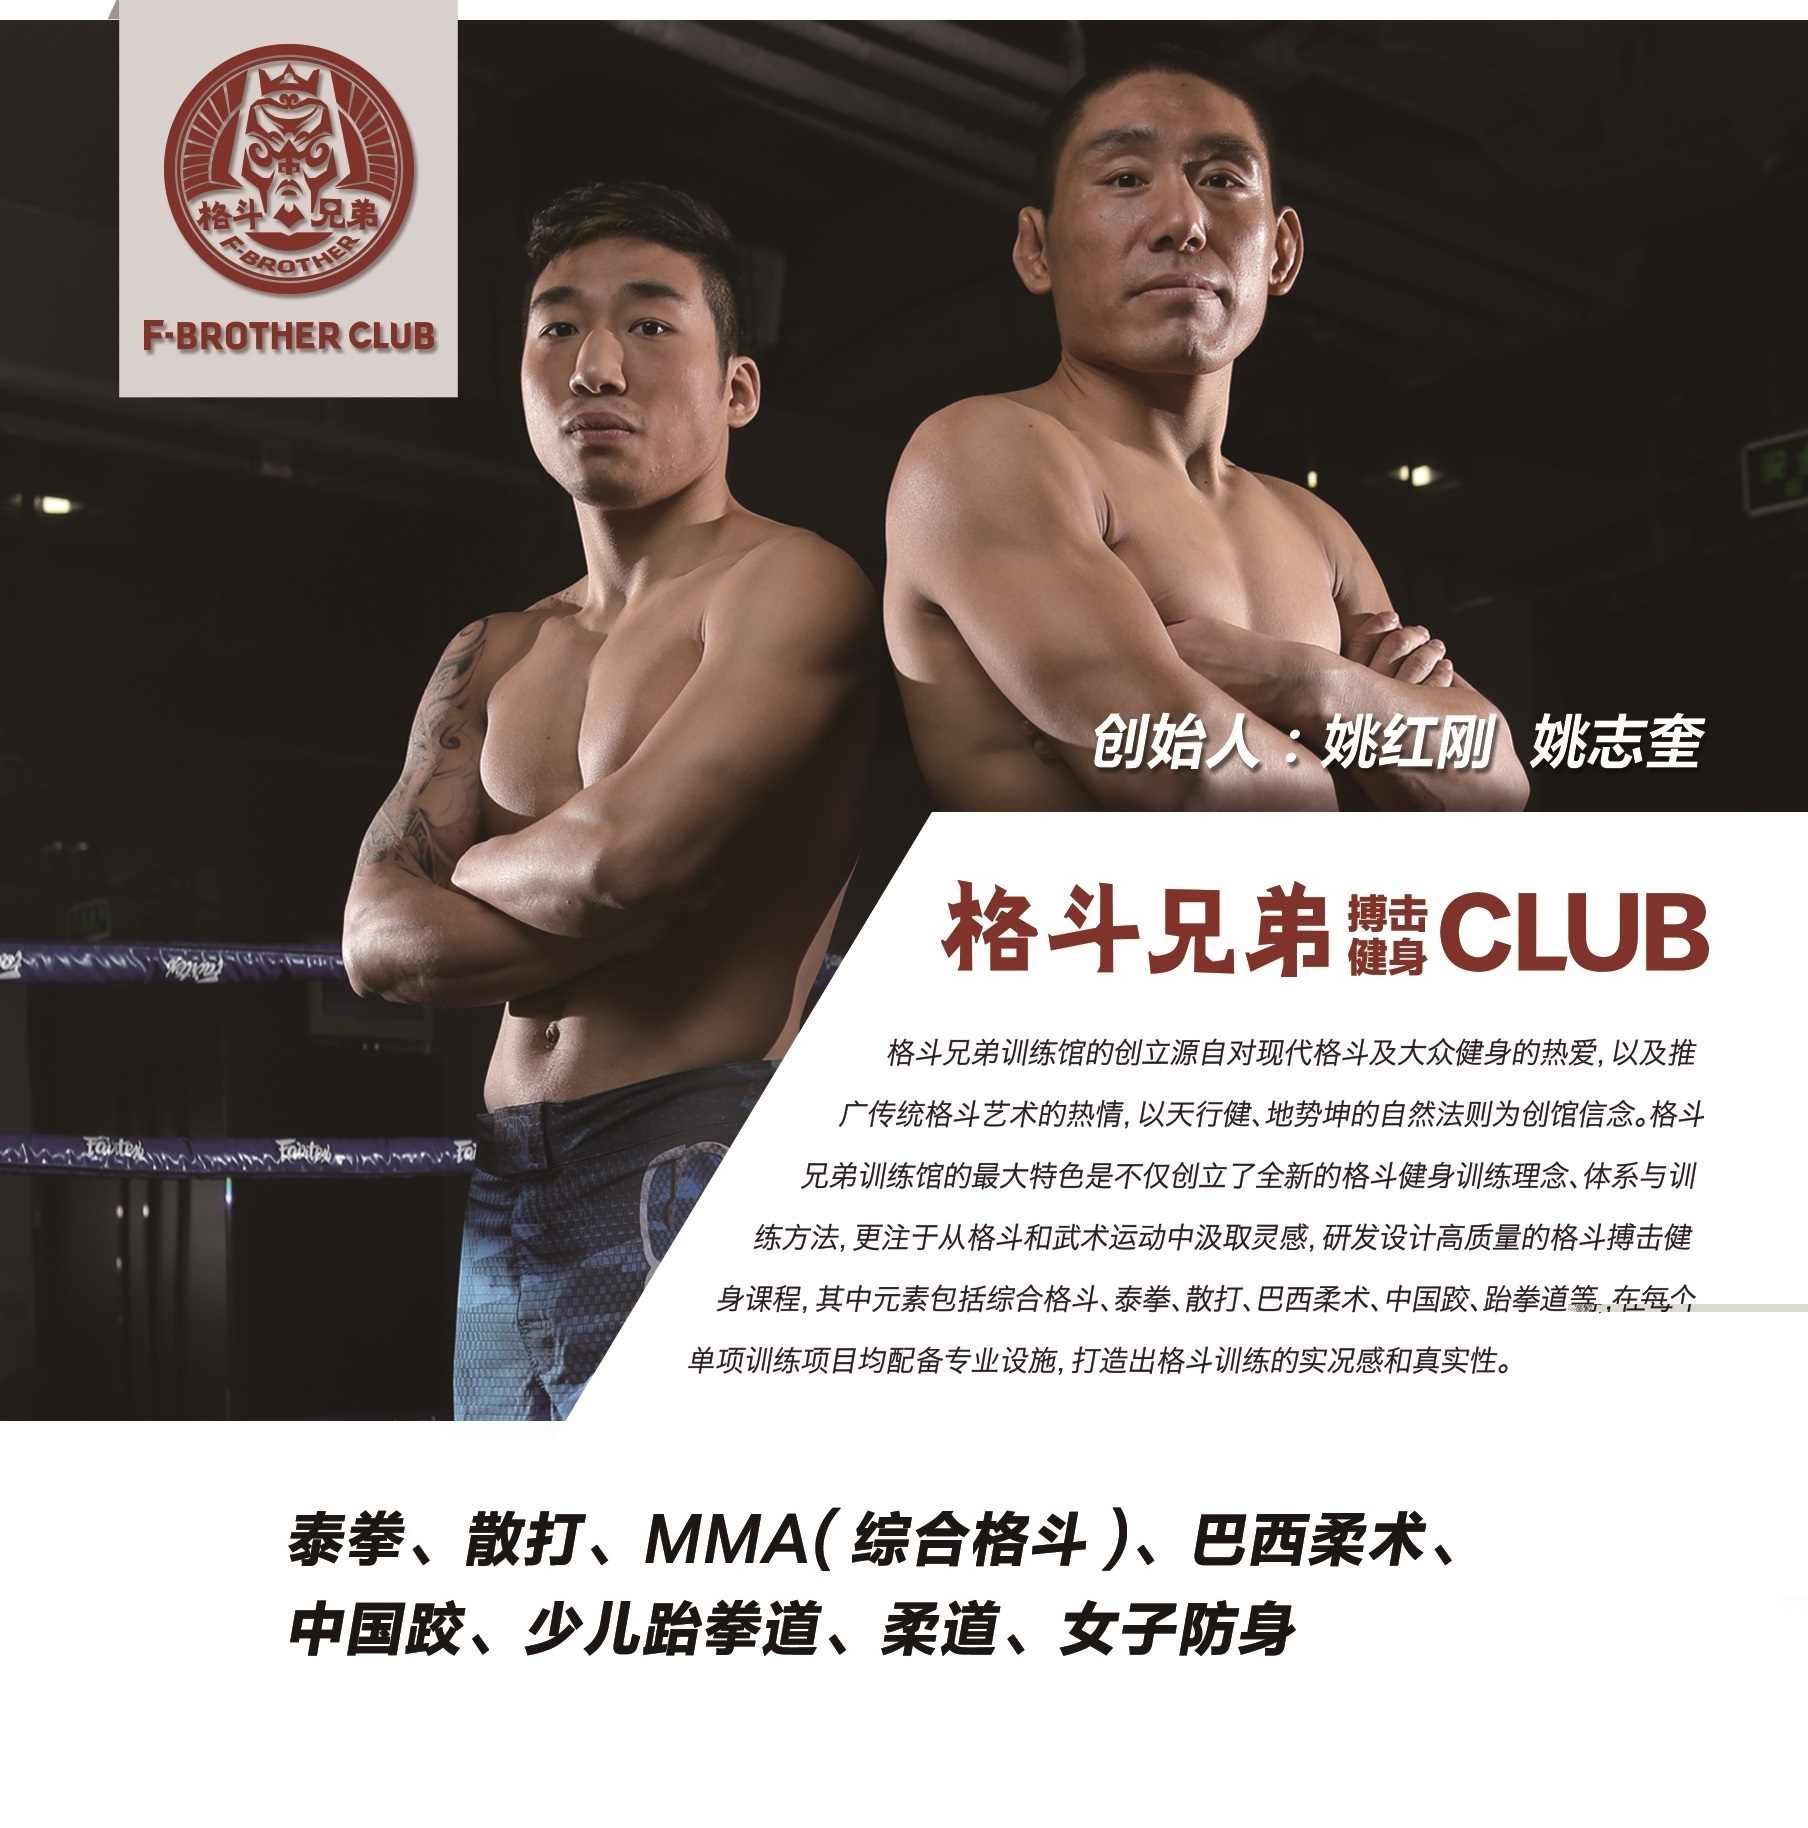 格斗 兄弟
F-BROTHER
F-BROTHER CLUB
创始人：姚红刚 姚志奎
格斗兄弟 搏击健身 CLUB
格斗兄弟训练馆的创立源自对现代格斗及大众健身的热爱，以及推
广传统格斗艺术的热情，以天行健、地势坤的自然法则为创馆信念。格斗
兄弟训练馆的最大特色是不仅创立了全新的格斗健身训练理念、体系与训
练方法，更注于从格斗和武术运动中汲取灵感，研发设计高质量的格斗搏击健
身课程，其中元素包括综合格斗、泰拳、散打、巴西柔术、中国跤、跆拳道等，在每个
单项训练项目均配备专业设施，打造出格斗训练的实况感和真实性。
Fairtex
Fairtex Fairtex Fai
泰拳、散打、MMA（综合格斗）、巴西柔术、
中国跤、少儿跆拳道、柔道、女子防身